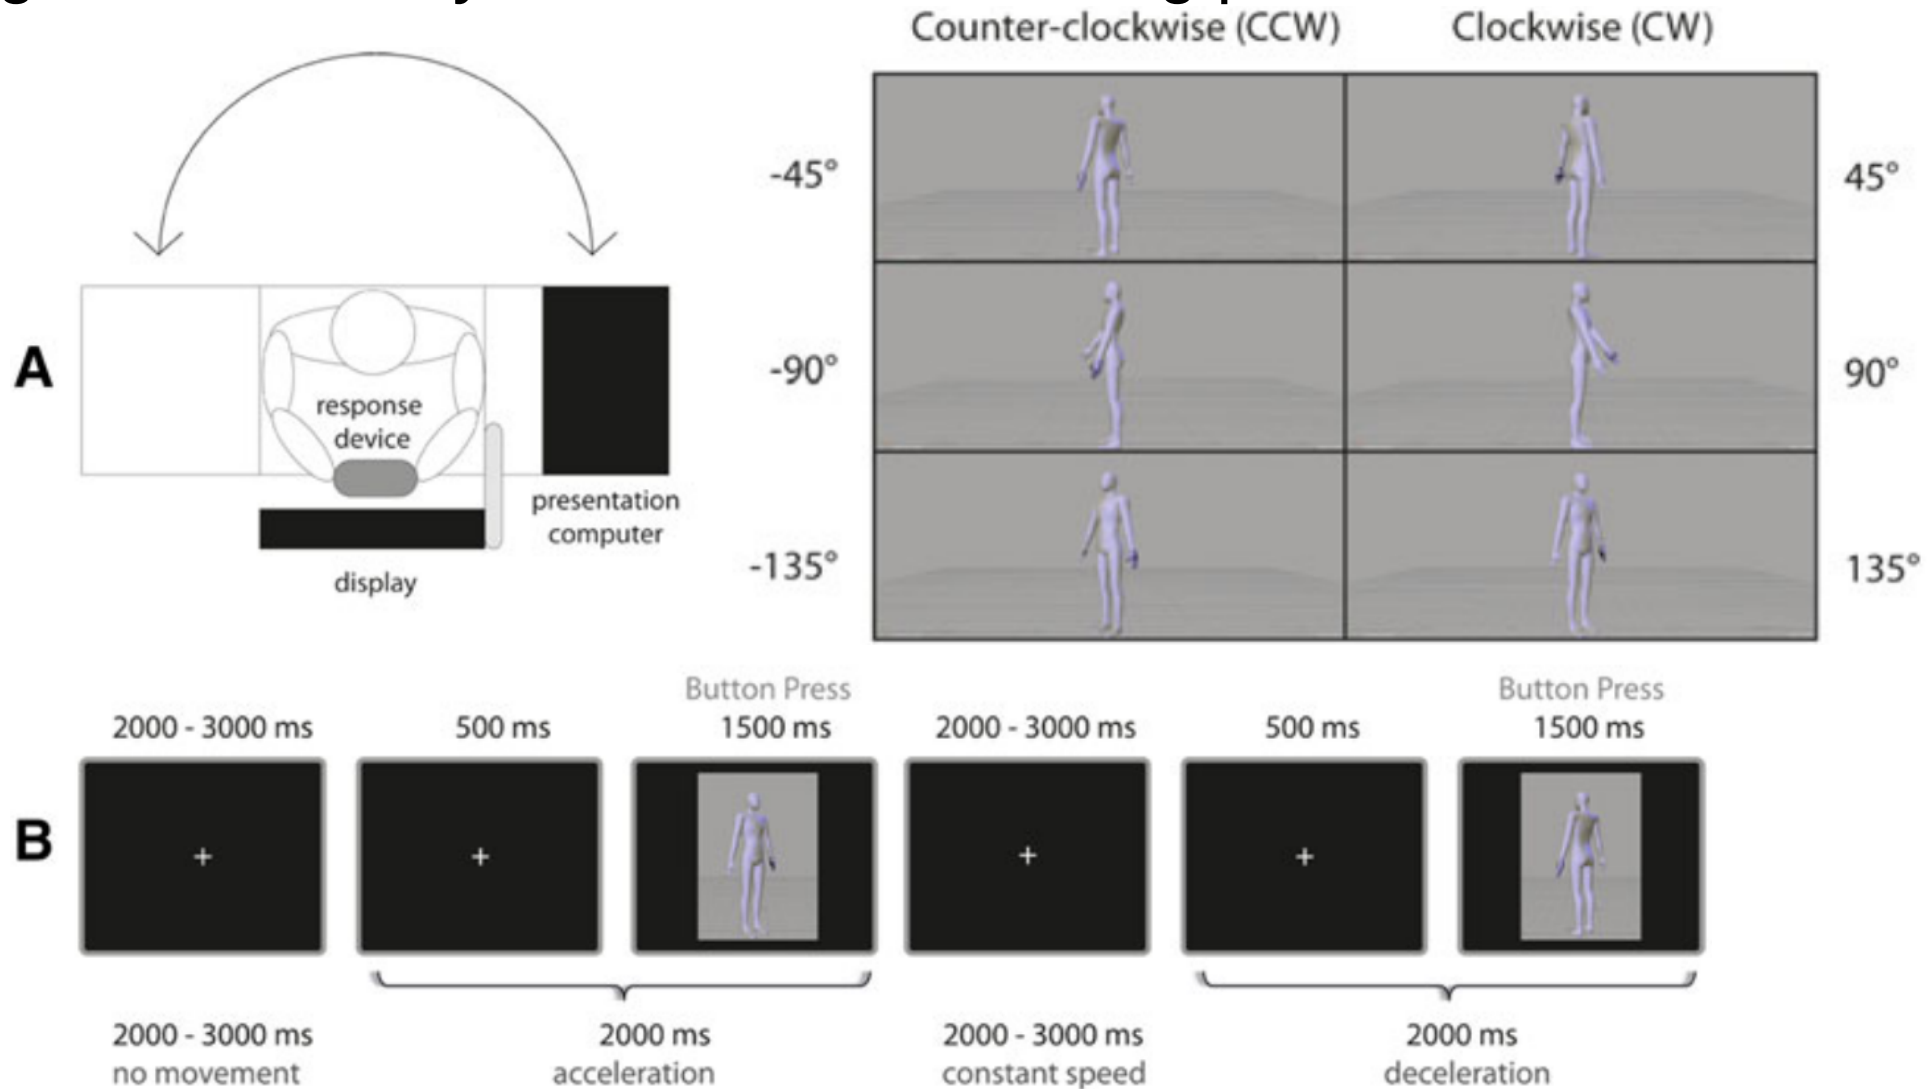 Counter-clockwise (CCW) Clockwise (CW)
-45° 45°
A
-90° 90°
response
device
presentation
computer
display
-135° 135°
Button Press Button Press
2000 - 3000 ms 500 ms 1500 ms 2000 - 3000 ms 500 ms 1500 ms
B
2000 - 3000 ms 2000 ms 2000 - 3000 ms 2000 ms
no movement acceleration constant speed deceleration